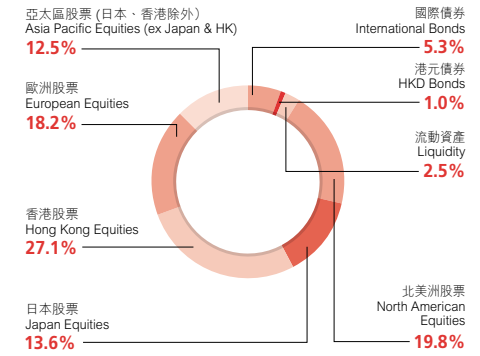 亞太區股票 (日本、香港除外)
Asia Pacific Equities (ex Japan & HK)
12.5%
歐洲股票
European Equities
18.2%
香港股票
Hong Kong Equities
27.1%
日本股票
Japan Equities
13.6%
國際債券
International Bonds
5.3%
港元債券
HKD Bonds
1.0%
流動資產
Liquidity
2.5%
北美洲股票
North American
Equities
19.8%